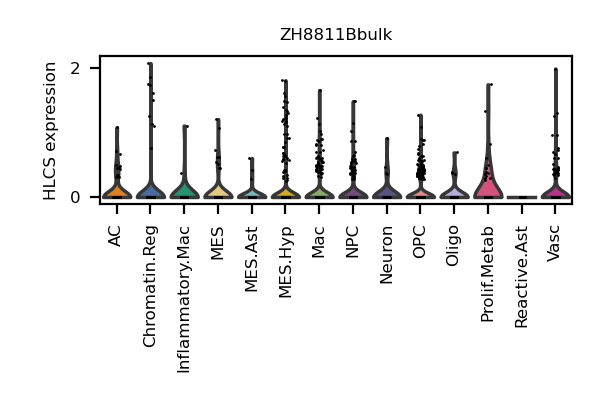 ZH8811Bbulk
HLCS expression
2
0
AC
Chromatin.Reg
Inflammatory.Mac
MES
MES.Ast
MES.Hyp
Mac
NPC
Neuron
OPC
Oligo
Prolif.Metab
Reactive.Ast
Vasc